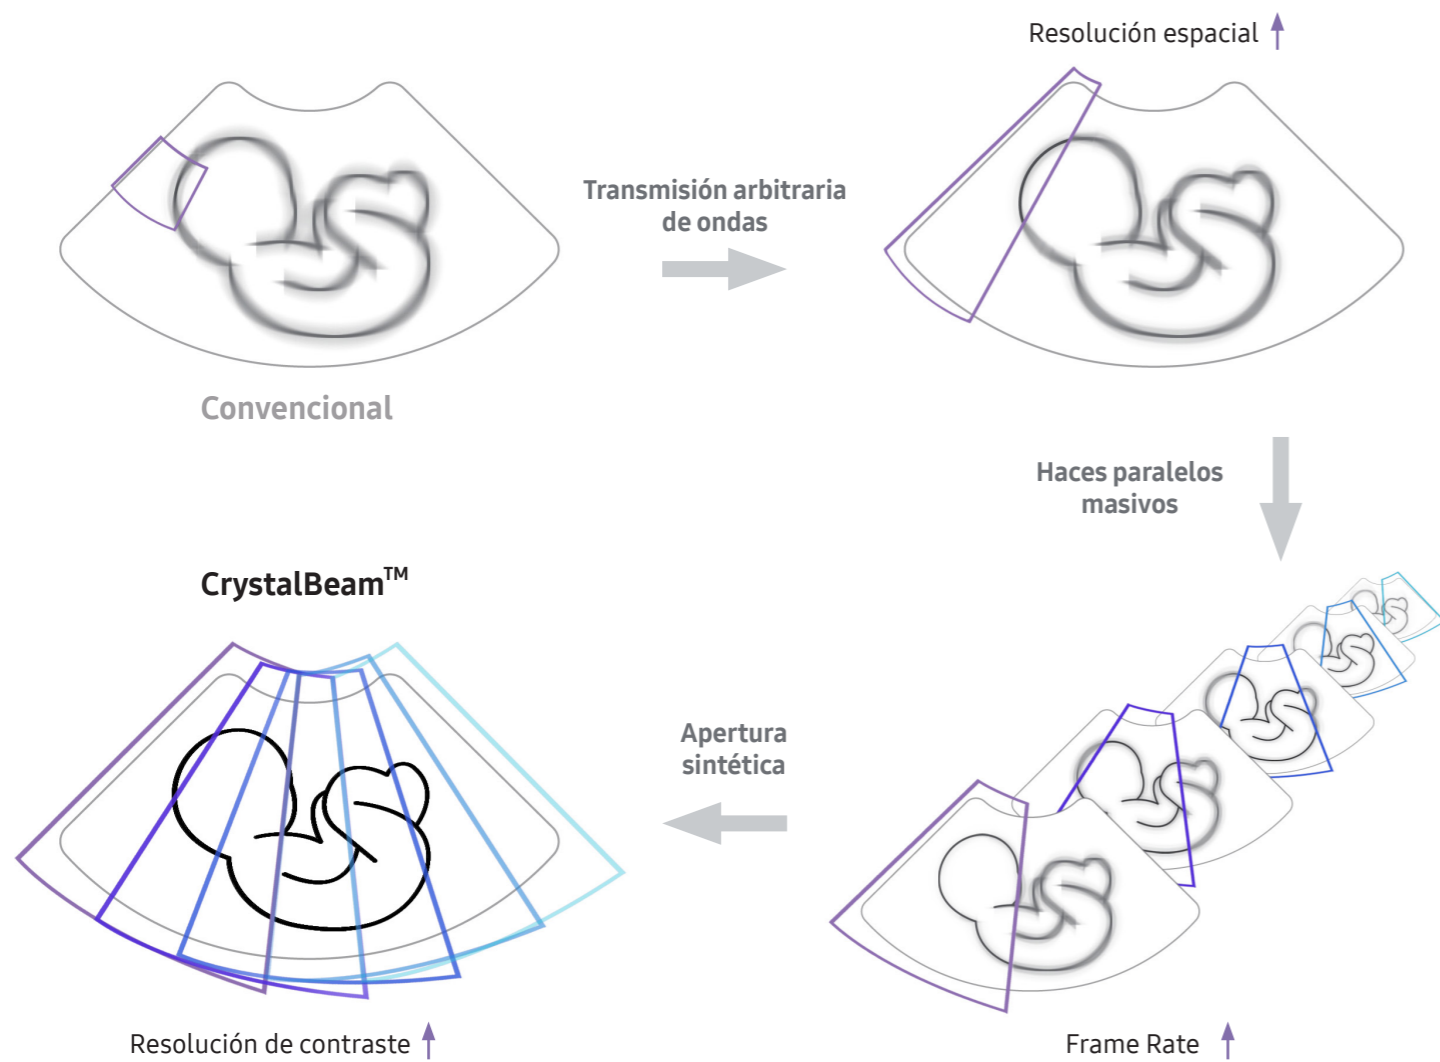 Resolución espacial
Transmisión arbitraria
de ondas
Convencional
Haces paralelos
masivos
CrystalBeam™
Apertura
sintética
Resolución de contraste
Frame Rate